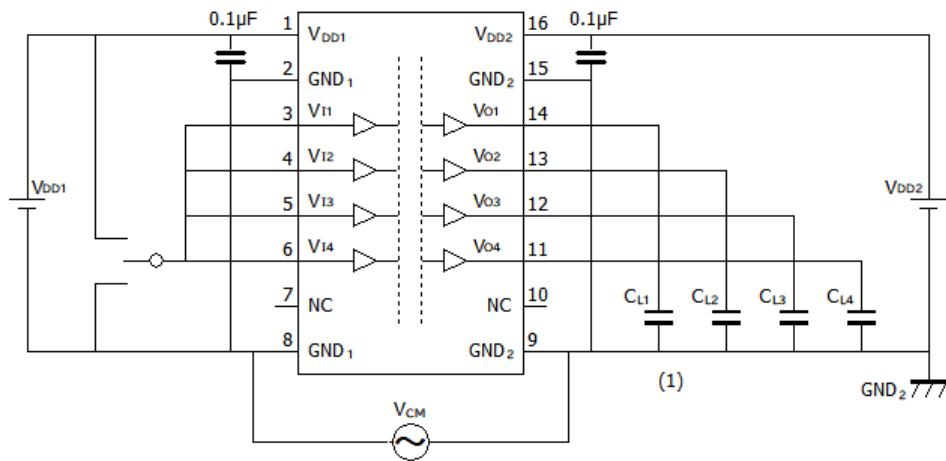 0.1µF 1 16 0.1µF
VDD1 VDD2
2 15
GND1 GND2
3 VI1 VO1 14
4 VI2 VO2 13
VDD1 VDD2
5 VI3 VO3 12
6 VI4 VO4 11
7 NC NC 10
CL1 CL2 CL3 CL4
8 GND1 GND2 9
(1)
GND2
VCM